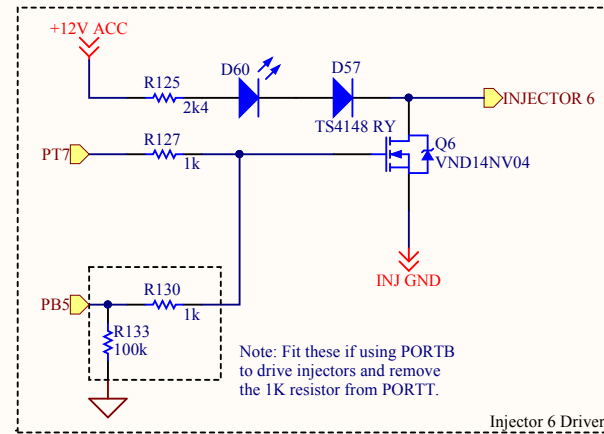 +12V ACC
D60
D57
R125
2k4
TS4148 RY
INJECTOR 6
R127
PT7
1k
Q6
VND14NV04
INJ GND
R130
PB5
1k
R133
100k
Note: Fit these if using PORTB
to drive injectors and remove
the 1K resistor from PORTT.
Injector 6 Driver